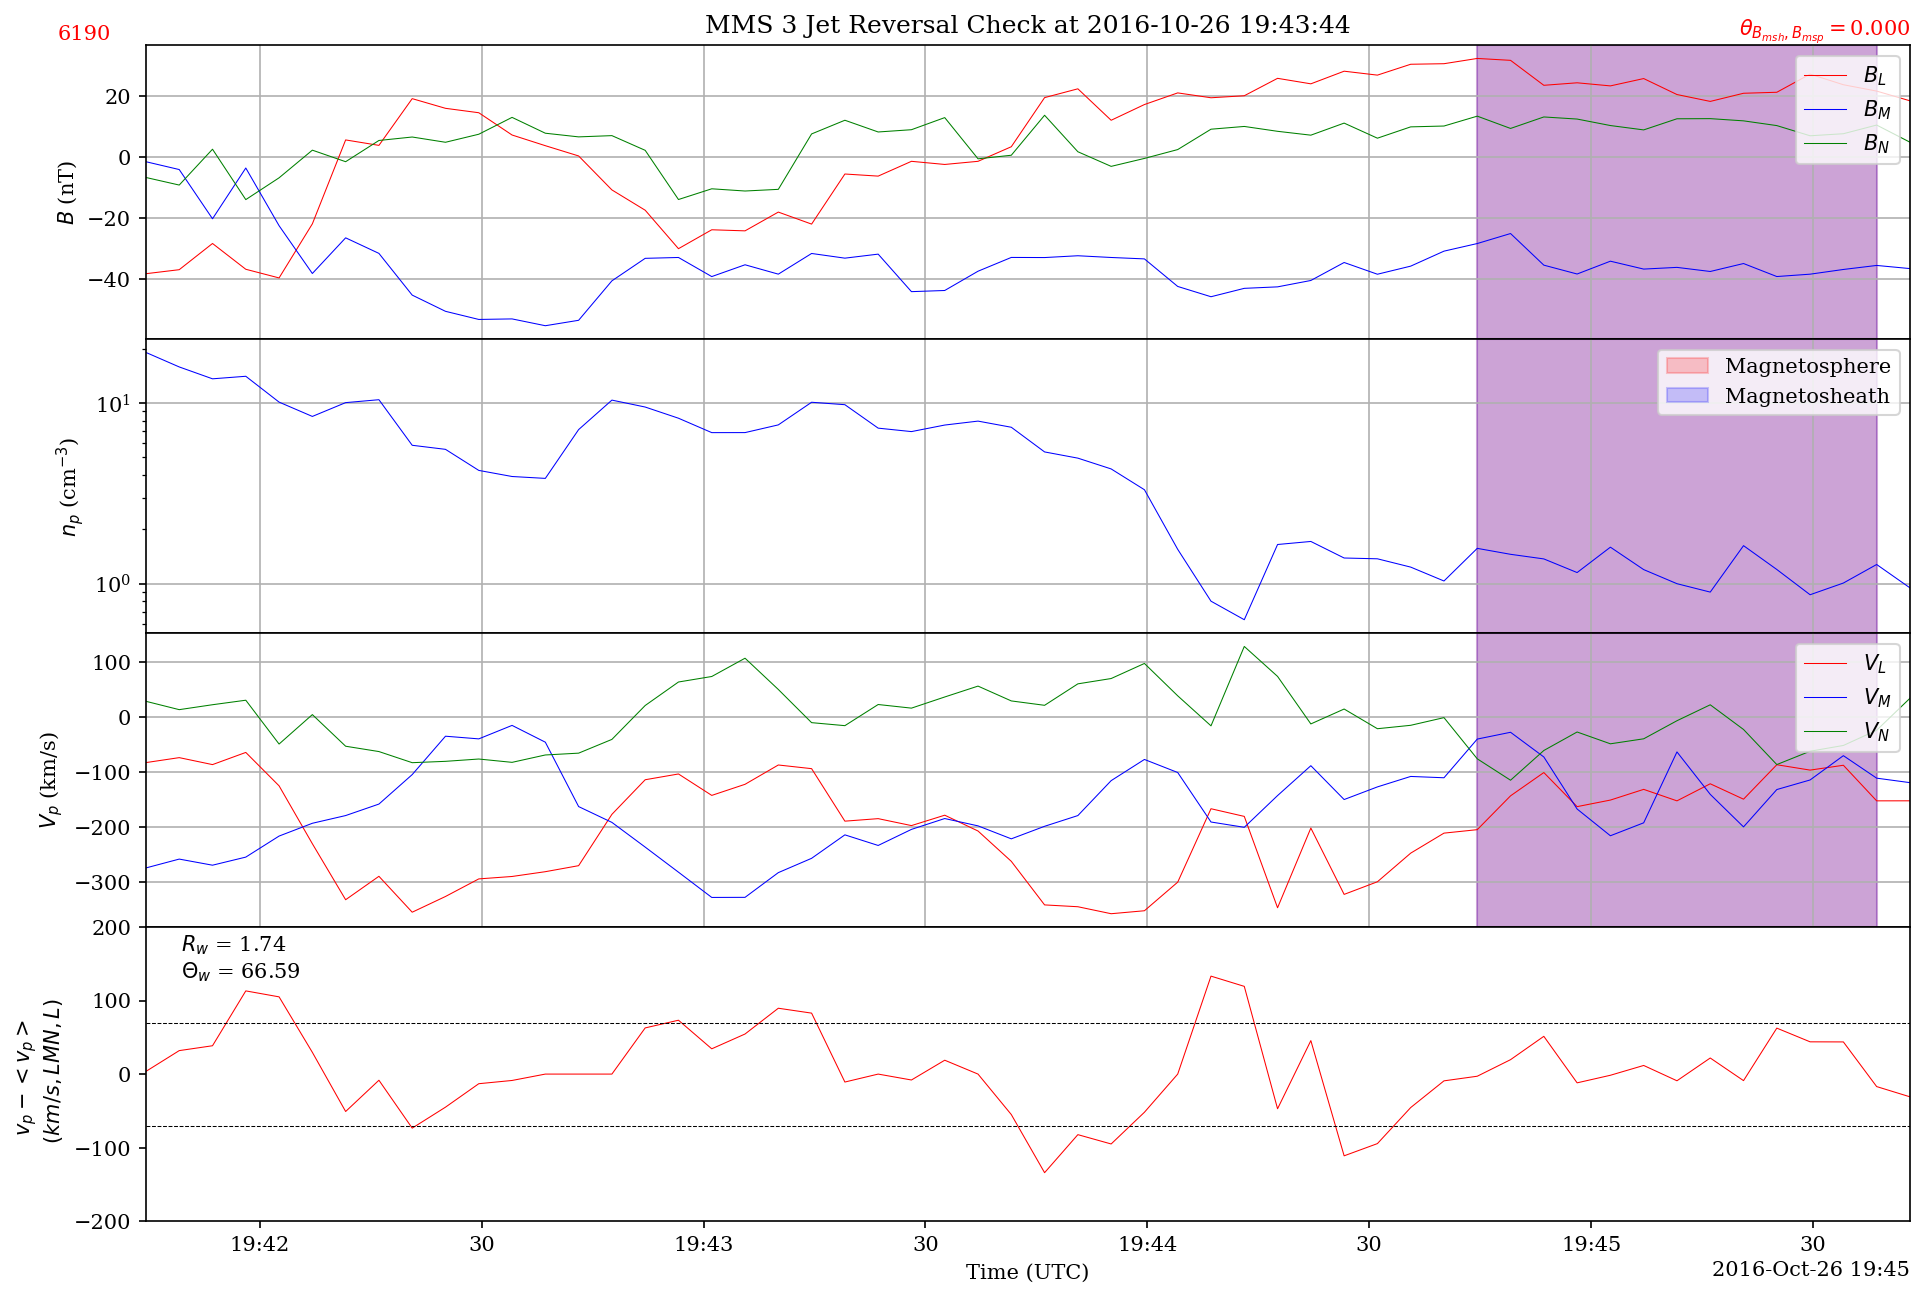 6190
MMS 3 Jet Reversal Check at 2016-10-26 19:43:44
θ_{B_{msh}, B_{msp}} = 0.000
20
0
−20
−40
B (nT)
B_L
B_M
B_N
10¹
10⁰
n_p (cm⁻³)
Magnetosphere
Magnetosheath
100
0
−100
−200
−300
V_p (km/s)
V_L
V_M
V_N
200
100
0
−100
−200
v_p − < v_p >
(km/s, LMN, L)
R_w = 1.74
Θ_w = 66.59
19:42
30
19:43
30
19:44
30
19:45
30
Time (UTC)
2016-Oct-26 19:45